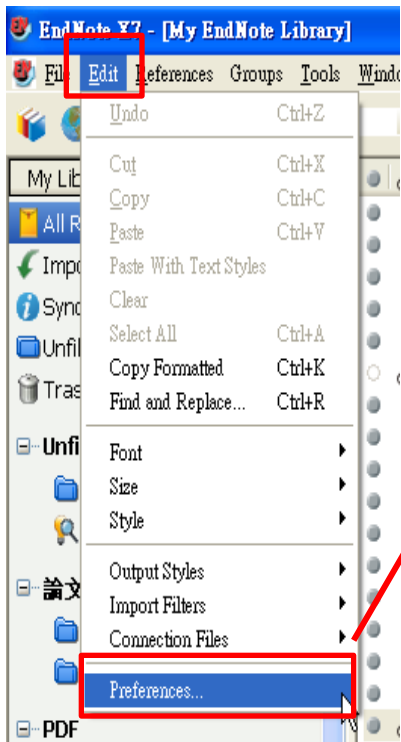 EndNote X7 - [My EndNote Library]
File Edit References Groups Tools
Undo Ctrl+Z
Cut Ctrl+X
Copy Ctrl+C
Paste Ctrl+V
Paste With Text Styles
Clear
Select All Ctrl+A
Copy Formatted Ctrl+K
Find and Replace... Ctrl+R
Font
Size
Style
Output Styles
Import Filters
Connection Files
Preferences...
My Lib
All R
Impo
Sync
Unfil
Tras
Unfi
論文
PDF